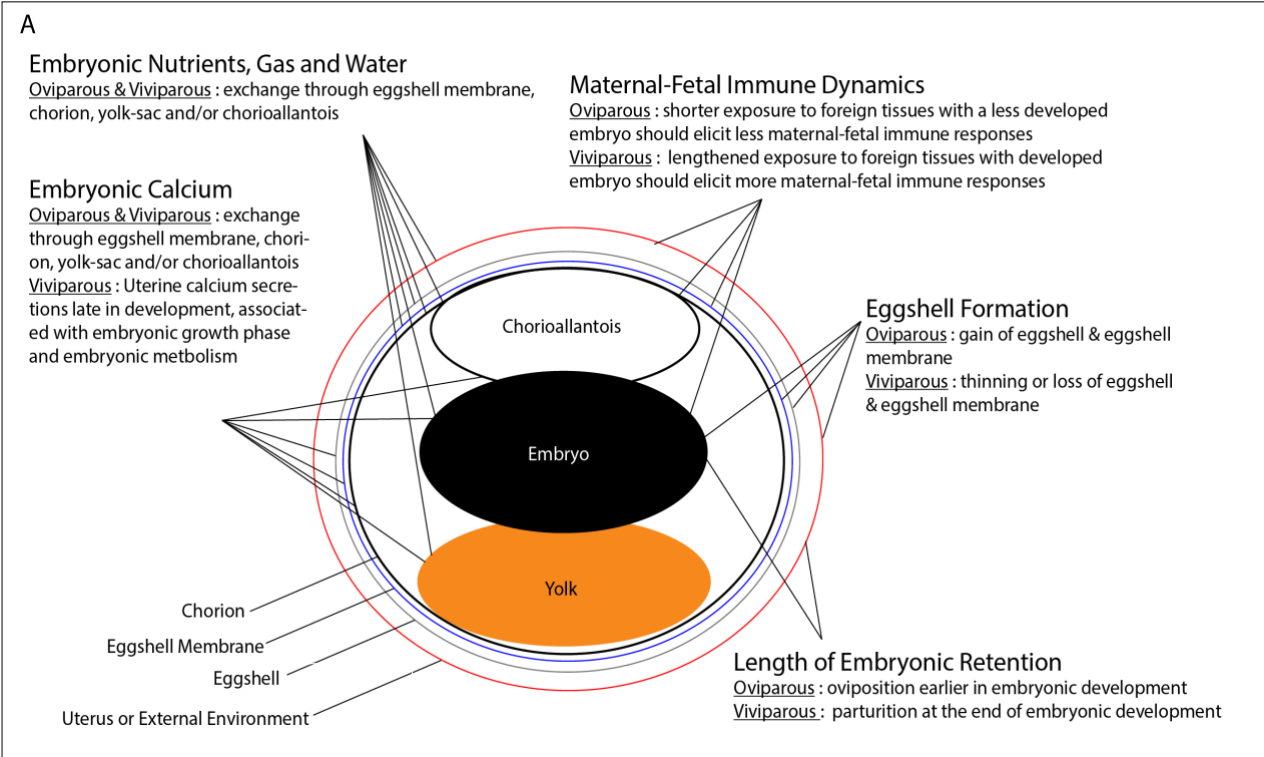 A
Embryonic Nutrients, Gas and Water
Oviparous & Viviparous : exchange through eggshell membrane,
chorion, yolk-sac and/or chorioallantois
Maternal-Fetal Immune Dynamics
Oviparous : shorter exposure to foreign tissues with a less developed
embryo should elicit less maternal-fetal immune responses
Viviparous : lengthened exposure to foreign tissues with developed
embryo should elicit more maternal-fetal immune responses
Embryonic Calcium
Oviparous & Viviparous : exchange
through eggshell membrane, chori-
on, yolk-sac and/or chorioallantois
Viviparous : Uterine calcium secre-
tions late in development, associat-
ed with embryonic growth phase
and embryonic metbolism
Eggshell Formation
Oviparous : gain of eggshell & eggshell
membrane
Viviparous : thinning or loss of eggshell
& eggshell membrane
Chorioallantois
Embryo
Yolk
Chorion
Eggshell Membrane
Eggshell
Uterus or External Environment
Length of Embryonic Retention
Oviparous : oviposition earlier in embryonic development
Viviparous : parturition at the end of embryonic development